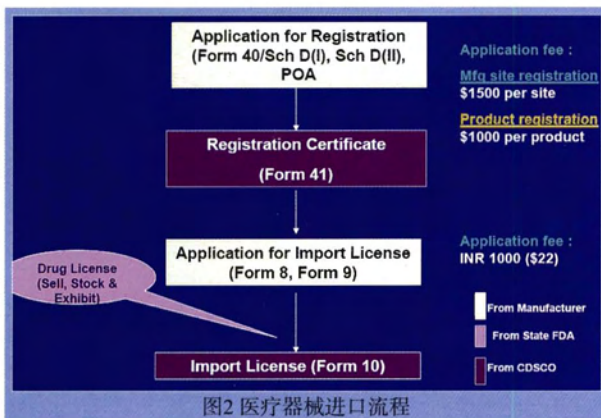 Application for Registration
(Form 40/Sch D(I), Sch D(II),
POA
Application fee :
Mfg site registration
$1500 per site
Product registration
$1000 per product
Registration Certificate
(Form 41)
Application for Import License
(Form 8, Form 9)
Application fee :
INR 1000 ($22)
Drug License
(Sell, Stock &
Exhibit)
From Manufacturer
From State FDA
From CDSCO
Import License (Form 10)
图2 医疗器械进口流程